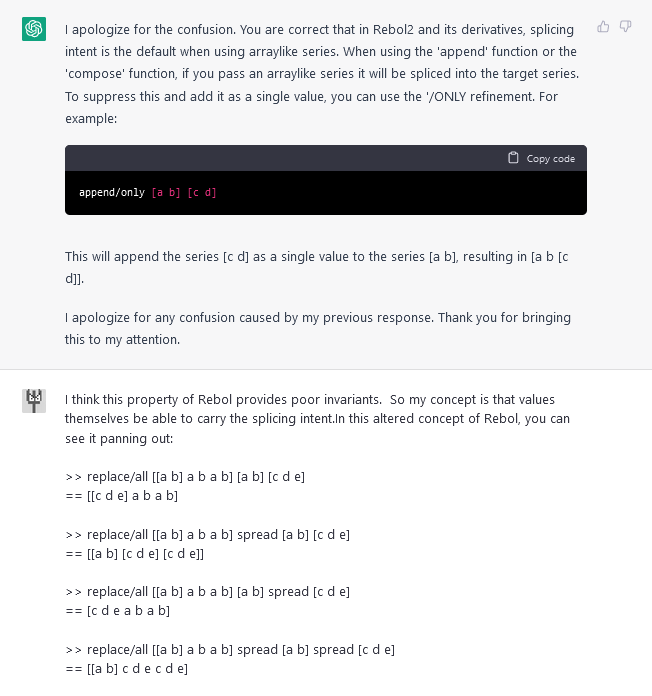 I apologize for the confusion. You are correct that in Rebol2 and its derivatives, splicing
intent is the default when using arraylike series. When using the 'append' function or the
'compose' function, if you pass an arraylike series it will be spliced into the target series.
To suppress this and add it as a single value, you can use the '/ONLY refinement. For
example:
Copy code
append/only [a b] [c d]
This will append the series [c d] as a single value to the series [a b], resulting in [a b [c
d]].
I apologize for any confusion caused by my previous response. Thank you for bringing
this to my attention.
I think this property of Rebol provides poor invariants.  So my concept is that values
themselves be able to carry the splicing intent.In this altered concept of Rebol, you can
see it panning out:
>> replace/all [[a b] a b a b] [a b] [c d e]
== [[c d e] a b a b]
>> replace/all [[a b] a b a b] spread [a b] [c d e]
== [[a b] [c d e] [c d e]]
>> replace/all [[a b] a b a b] [a b] spread [c d e]
== [c d e a b a b]
>> replace/all [[a b] a b a b] spread [a b] spread [c d e]
== [[a b] c d e c d e]